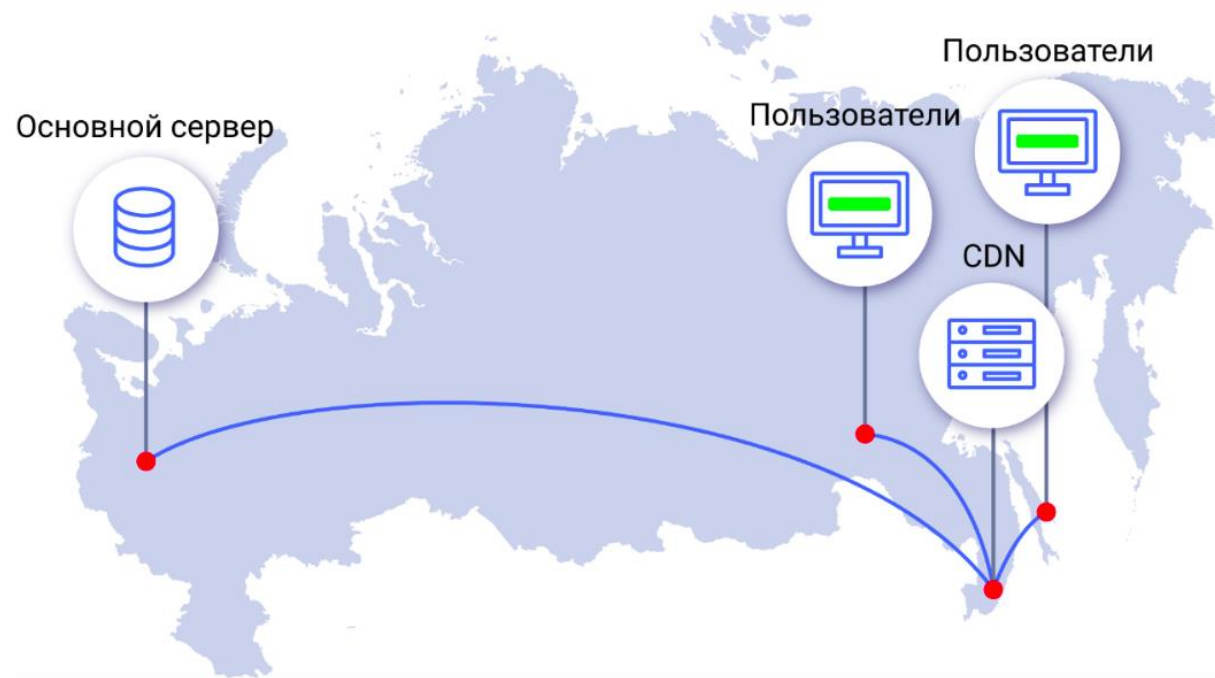 Пользователи
Пользователи
Основной сервер
CDN